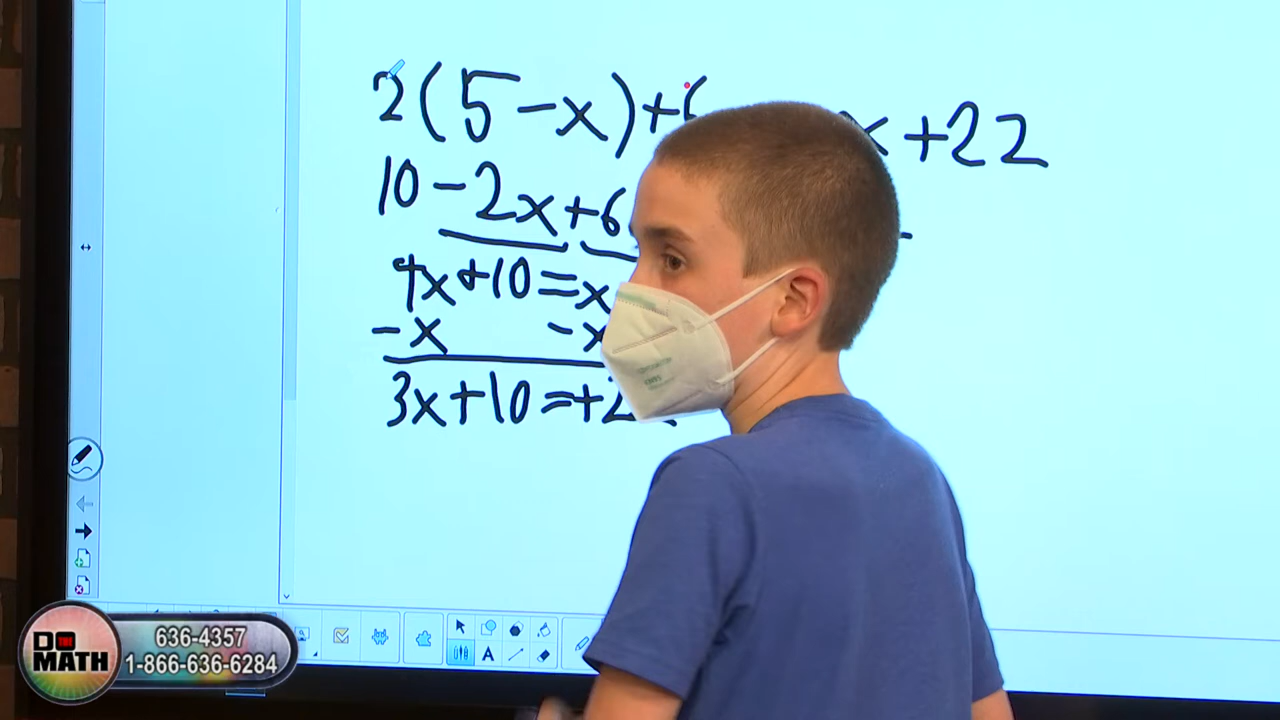 2(5-x)+6 x+22
10-2x+6
4x+10=x
-x -x
3x+10=+2
DO THE MATH
636-4357
1-866-636-6284